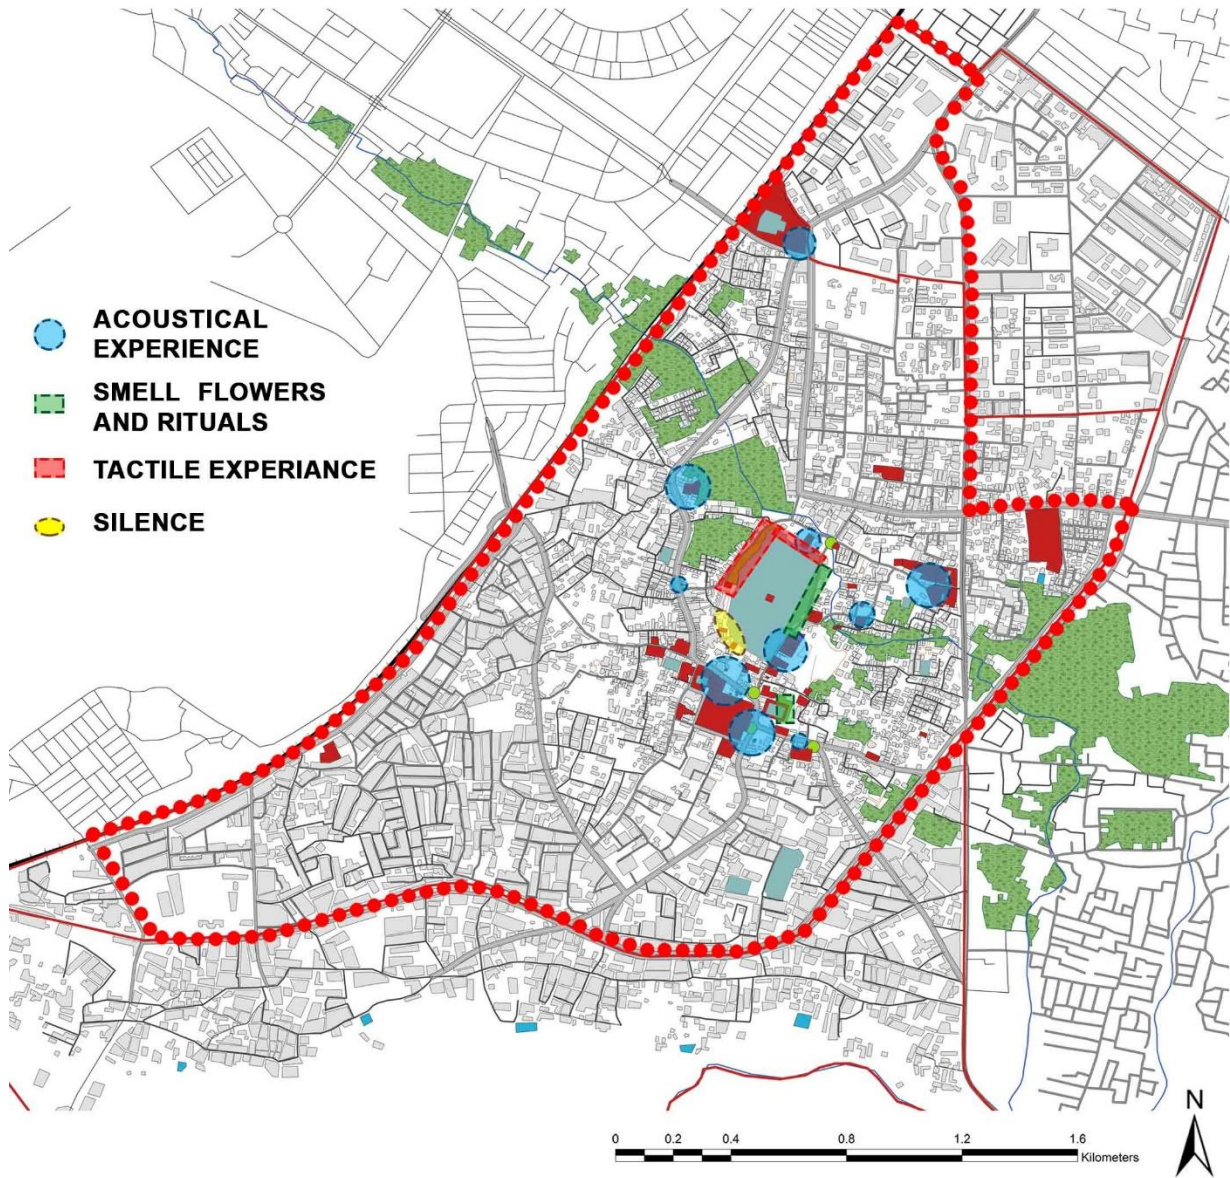 ACOUSTICAL
EXPERIENCE
SMELL FLOWERS
AND RITUALS
TACTILE EXPERIANCE
SILENCE
N
0 0.2 0.4 0.8 1.2 1.6
Kilometers